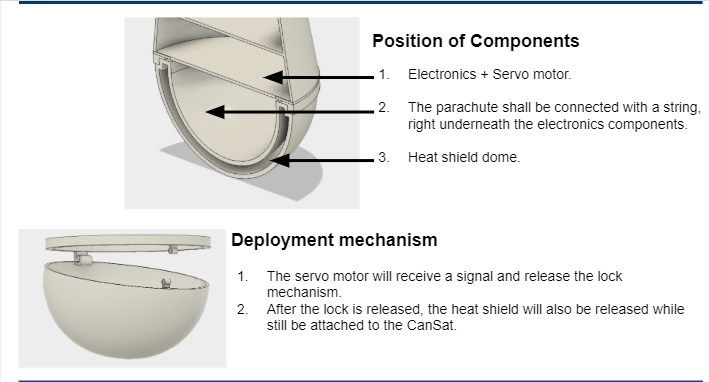 Position of Components
1. Electronics + Servo motor.
2. The parachute shall be connected with a string,
right underneath the electronics components.
3. Heat shield dome.
Deployment mechanism
1. The servo motor will receive a signal and release the lock
mechanism.
2. After the lock is released, the heat shield will also be released while
still be attached to the CanSat.